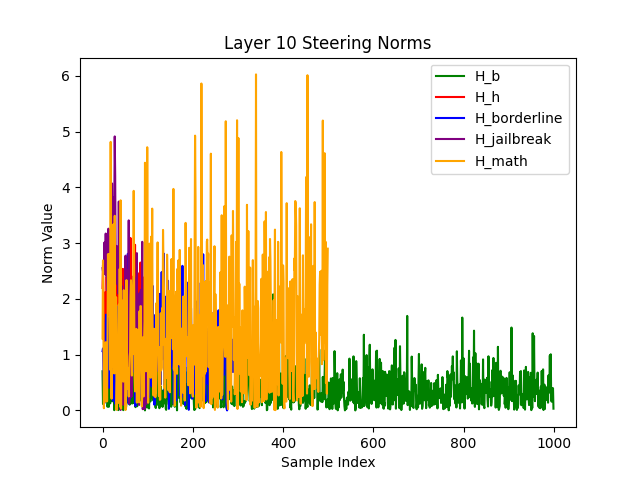 Layer 10 Steering Norms
H_b
H_h
H_borderline
H_jailbreak
H_math
Norm Value
6
5
4
3
2
1
0
0 200 400 600 800 1000
Sample Index